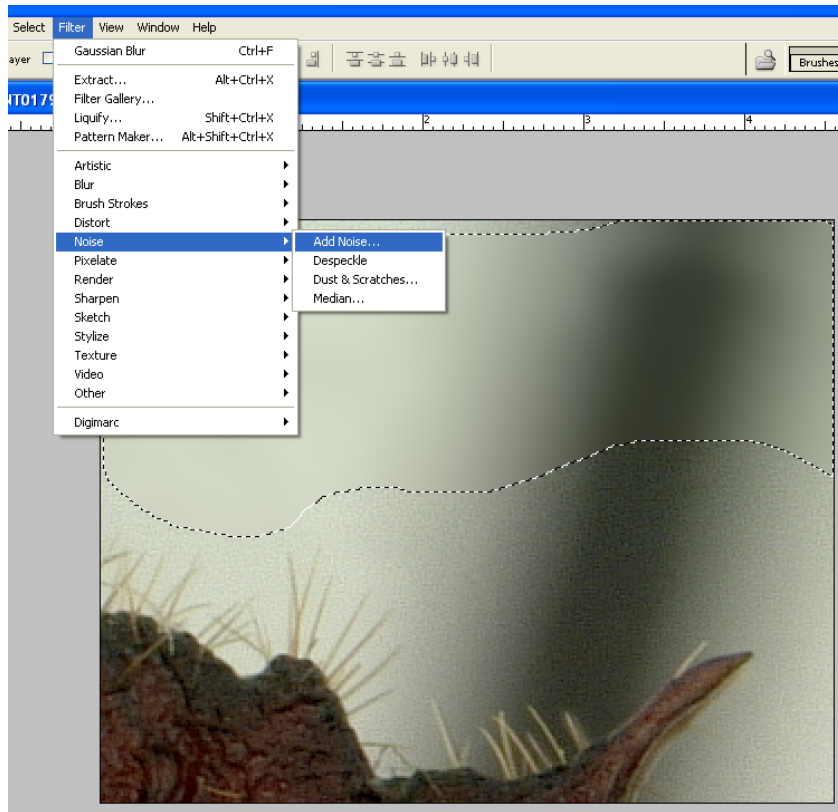 Select Filter View Window Help
ayer
Brushes
NT0179
2 3 4
Gaussian Blur Ctrl+F
Extract... Alt+Ctrl+X
Filter Gallery...
Liquify... Shift+Ctrl+X
Pattern Maker... Alt+Shift+Ctrl+X
Artistic
Blur
Brush Strokes
Distort
Noise
Pixelate
Render
Sharpen
Sketch
Stylize
Texture
Video
Other
Digimarc
Add Noise...
Despeckle
Dust & Scratches...
Median...